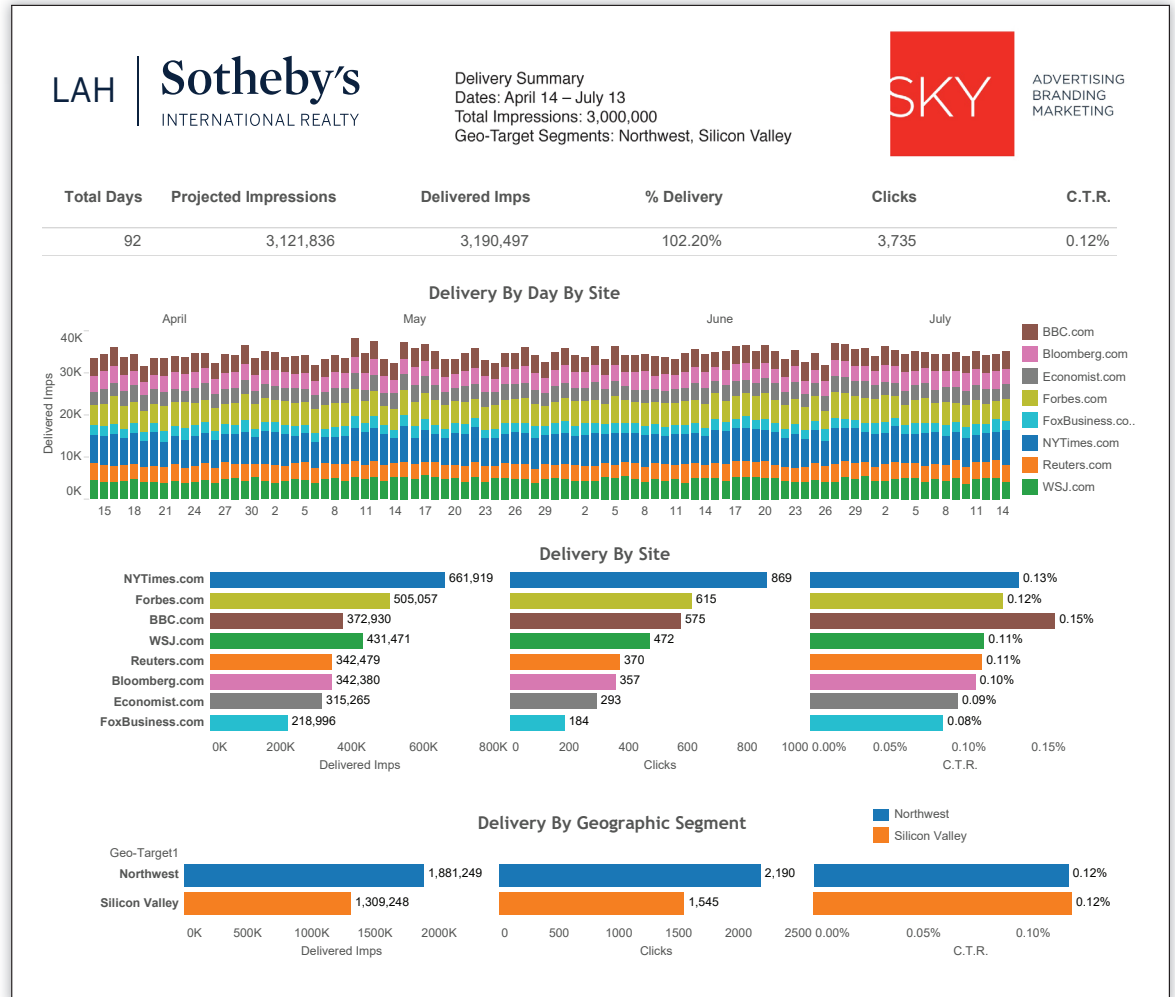 LAH
Sotheby's
INTERNATIONAL REALTY
Delivery Summary
Dates: April 14 – July 13
Total Impressions: 3,000,000
Geo-Target Segments: Northwest, Silicon Valley
SKY
ADVERTISING
BRANDING
MARKETING
Total Days Projected Impressions Delivered Imps % Delivery Clicks C.T.R.
92 3,121,836 3,190,497 102.20% 3,735 0.12%
Delivery By Day By Site
April May June July
40K
30K
20K
10K
0K
Delivered Imps
15 18 21 24 27 30 2 5 8 11 14 17 20 23 26 29 2 5 8 11 14 17 20 23 26 29 2 5 8 11 14
BBC.com
Bloomberg.com
Economist.com
Forbes.com
FoxBusiness.co..
NYTimes.com
Reuters.com
WSJ.com
Delivery By Site
NYTimes.com 661,919 869 0.13%
Forbes.com 505,057 615 0.12%
BBC.com 372,930 575 0.15%
WSJ.com 431,471 472 0.11%
Reuters.com 342,479 370 0.11%
Bloomberg.com 342,380 357 0.10%
Economist.com 315,265 293 0.09%
FoxBusiness.com 218,996 184 0.08%
0K 200K 400K 600K 800K 0 200 400 600 800 1000 0.00% 0.05% 0.10% 0.15%
Delivered Imps Clicks C.T.R.
Delivery By Geographic Segment
Northwest
Silicon Valley
Geo-Target1
Northwest 1,881,249 2,190 0.12%
Silicon Valley 1,309,248 1,545 0.12%
0K 500K 1000K 1500K 2000K 0 500 1000 1500 2000 2500 0.00% 0.05% 0.10%
Delivered Imps Clicks C.T.R.